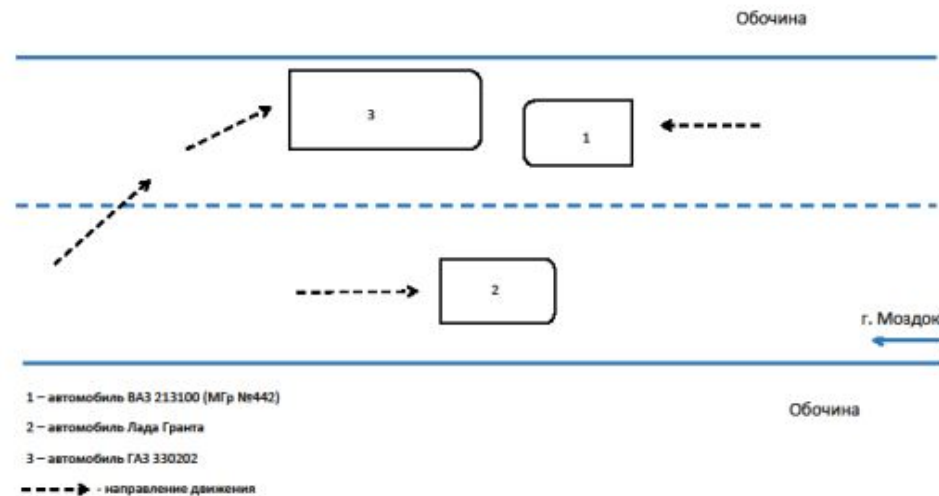 Обочина
3
1
2
г. Моздок
1 – автомобиль ВАЗ 213100 (МГр №442)
Обочина
2 – автомобиль Лада Гранта
3 – автомобиль ГАЗ 330202
- направление движения